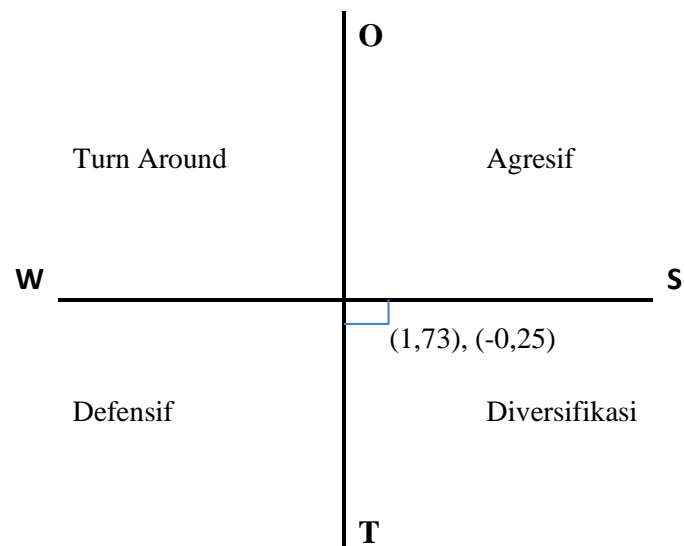 O
Turn Around
Agresif
W
S
(1,73), (-0,25)
Defensif
Diversifikasi
T